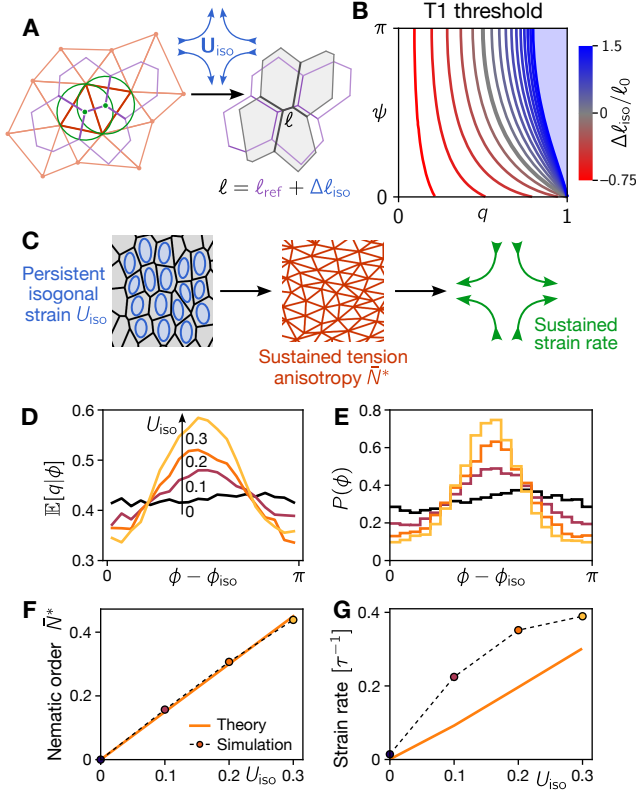 A
U_iso
ℓ
ℓ = ℓ_ref + Δℓ_iso
B
T1 threshold
π
ψ
0
0
q
1
1.5
Δℓ_iso/ℓ_0
-0.75
C
Persistent
isogonal
strain U_iso
Sustained tension
anisotropy N̄*
Sustained
strain rate
D
0.6
0.5
0.4
0.3
𝔼[q|ϕ]
U_iso
0.3
0.2
0.1
0
0
ϕ − ϕ_iso
π
E
0.8
0.6
0.4
0.2
0
P(ϕ)
0
ϕ − ϕ_iso
π
F
Nematic order N̄*
0.4
0.2
0
Theory
Simulation
0
0.1
0.2
U_iso
0.3
G
Strain rate [τ⁻¹]
0.4
0.2
0
0
0.1
0.2
U_iso
0.3